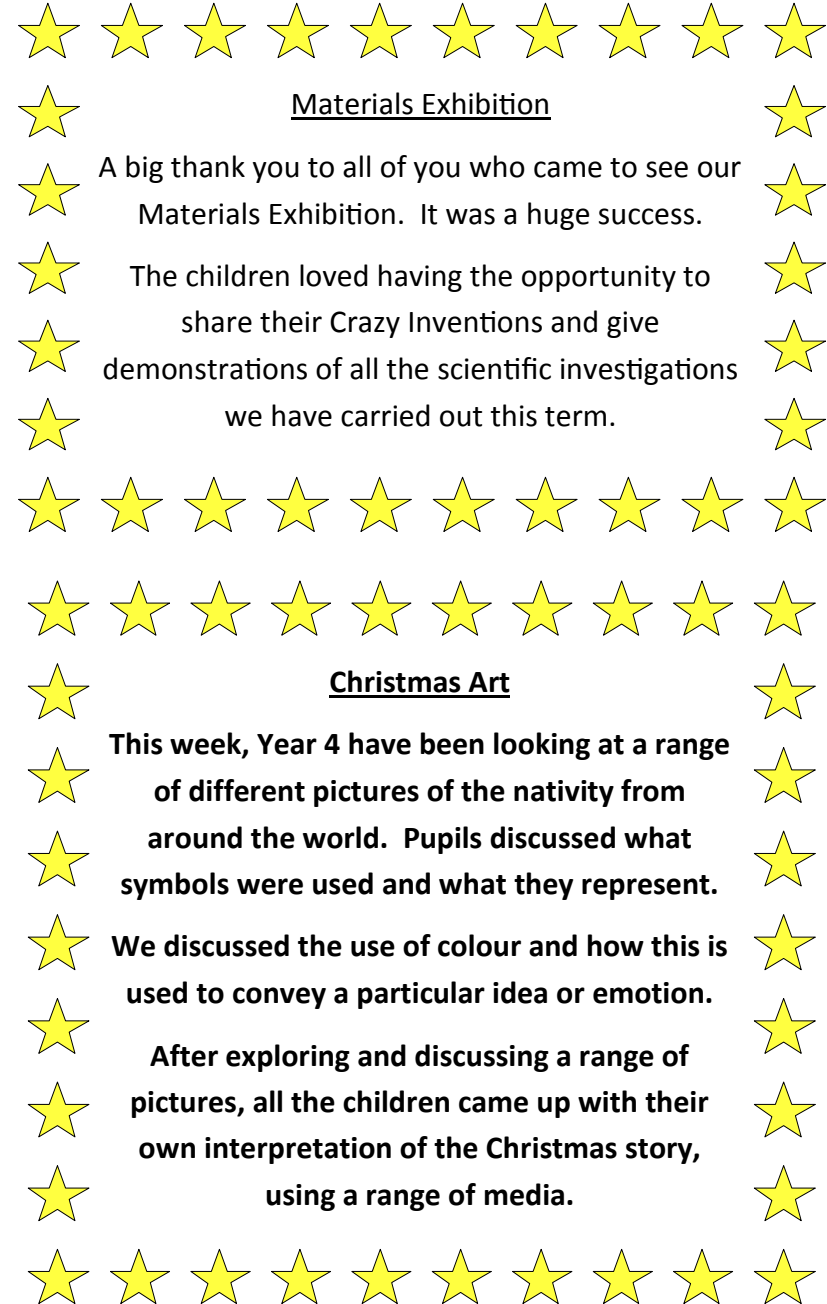 Materials Exhibition
A big thank you to all of you who came to see our
Materials Exhibition.  It was a huge success.
The children loved having the opportunity to
share their Crazy Inventions and give
demonstrations of all the scientific investigations
we have carried out this term.
Christmas Art
This week, Year 4 have been looking at a range
of different pictures of the nativity from
around the world.  Pupils discussed what
symbols were used and what they represent.
We discussed the use of colour and how this is
used to convey a particular idea or emotion.
After exploring and discussing a range of
pictures, all the children came up with their
own interpretation of the Christmas story,
using a range of media.